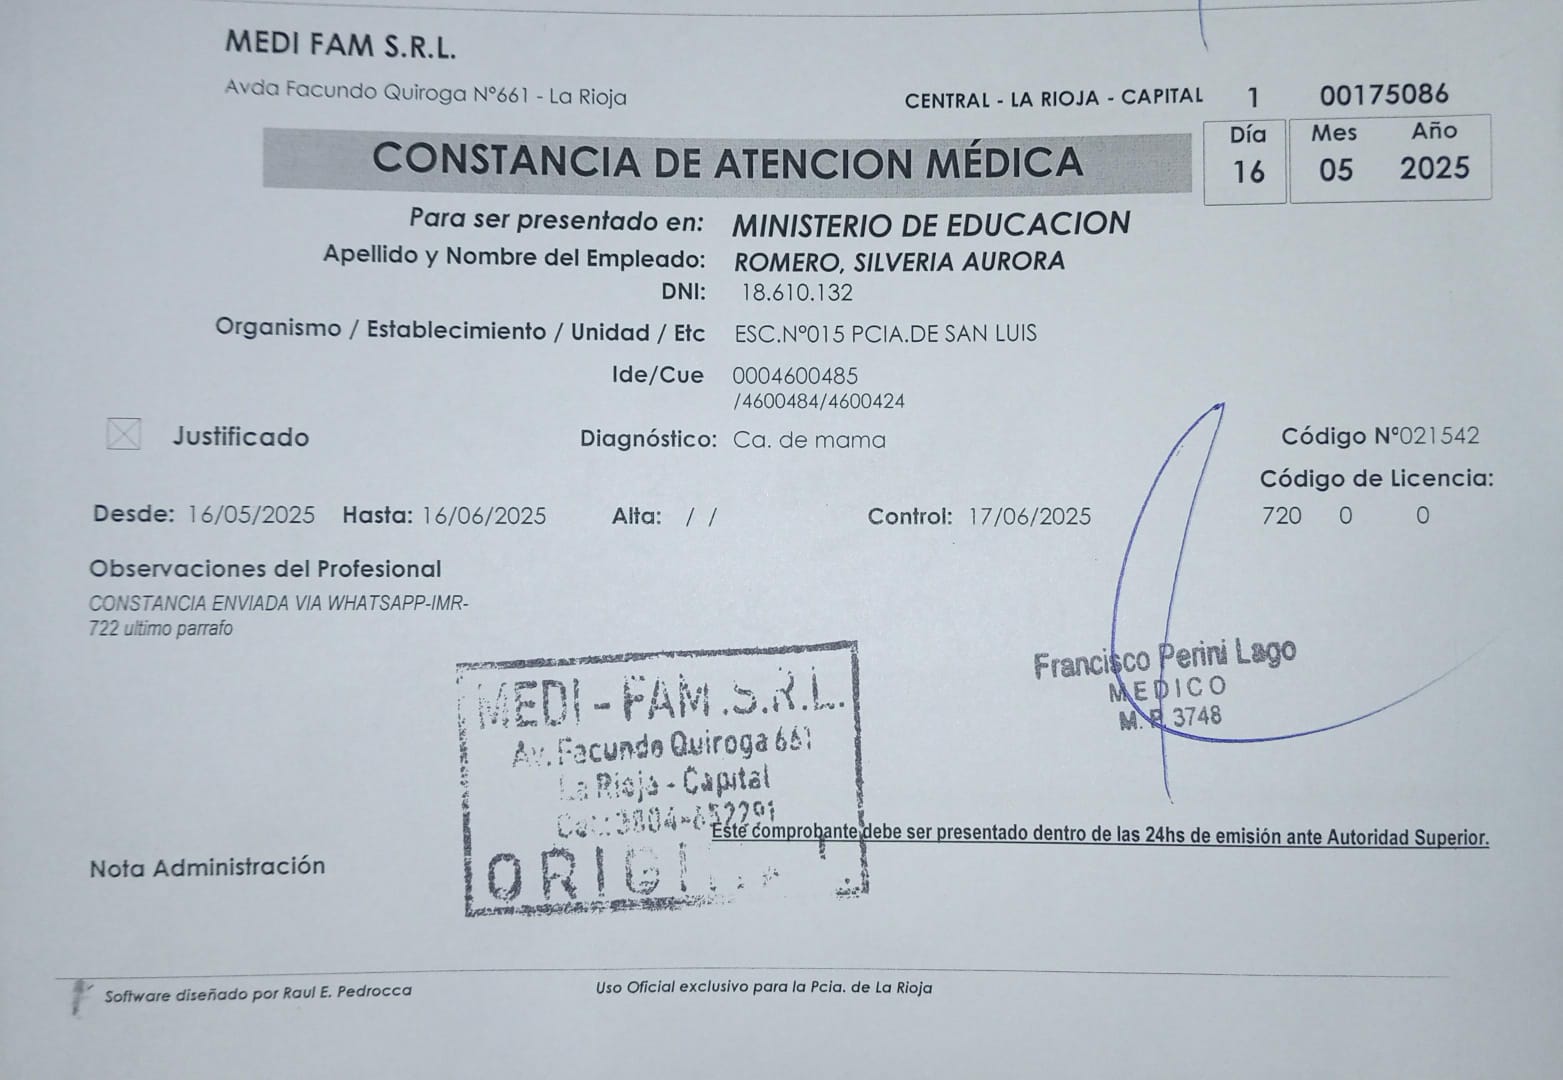 MEDI FAM S.R.L.
Avda Facundo Quiroga Nº661 - La Rioja
CENTRAL - LA RIOJA - CAPITAL 1 00175086
CONSTANCIA DE ATENCION MÉDICA
Día Mes Año
16 05 2025
Para ser presentado en: MINISTERIO DE EDUCACION
Apellido y Nombre del Empleado: ROMERO, SILVERIA AURORA
DNI: 18.610.132
Organismo / Establecimiento / Unidad / Etc ESC.Nº015 PCIA.DE SAN LUIS
Ide/Cue 0004600485
/4600484/4600424
Justificado Diagnóstico: Ca. de mama Código Nº021542
Código de Licencia:
Desde: 16/05/2025 Hasta: 16/06/2025 Alta: / / Control: 17/06/2025 720 0 0
Observaciones del Profesional
CONSTANCIA ENVIADA VIA WHATSAPP-IMR-
722 ultimo parrafo
Francisco Perini Lago
MEDICO
M.P. 3748
MEDI-FAM.S.R.L.
Av. Facundo Quiroga 661
La Rioja - Capital
3804-652291
Este comprobante debe ser presentado dentro de las 24hs de emisión ante Autoridad Superior.
Nota Administración
Software diseñado por Raul E. Pedrocca
Uso Oficial exclusivo para la Pcia. de La Rioja